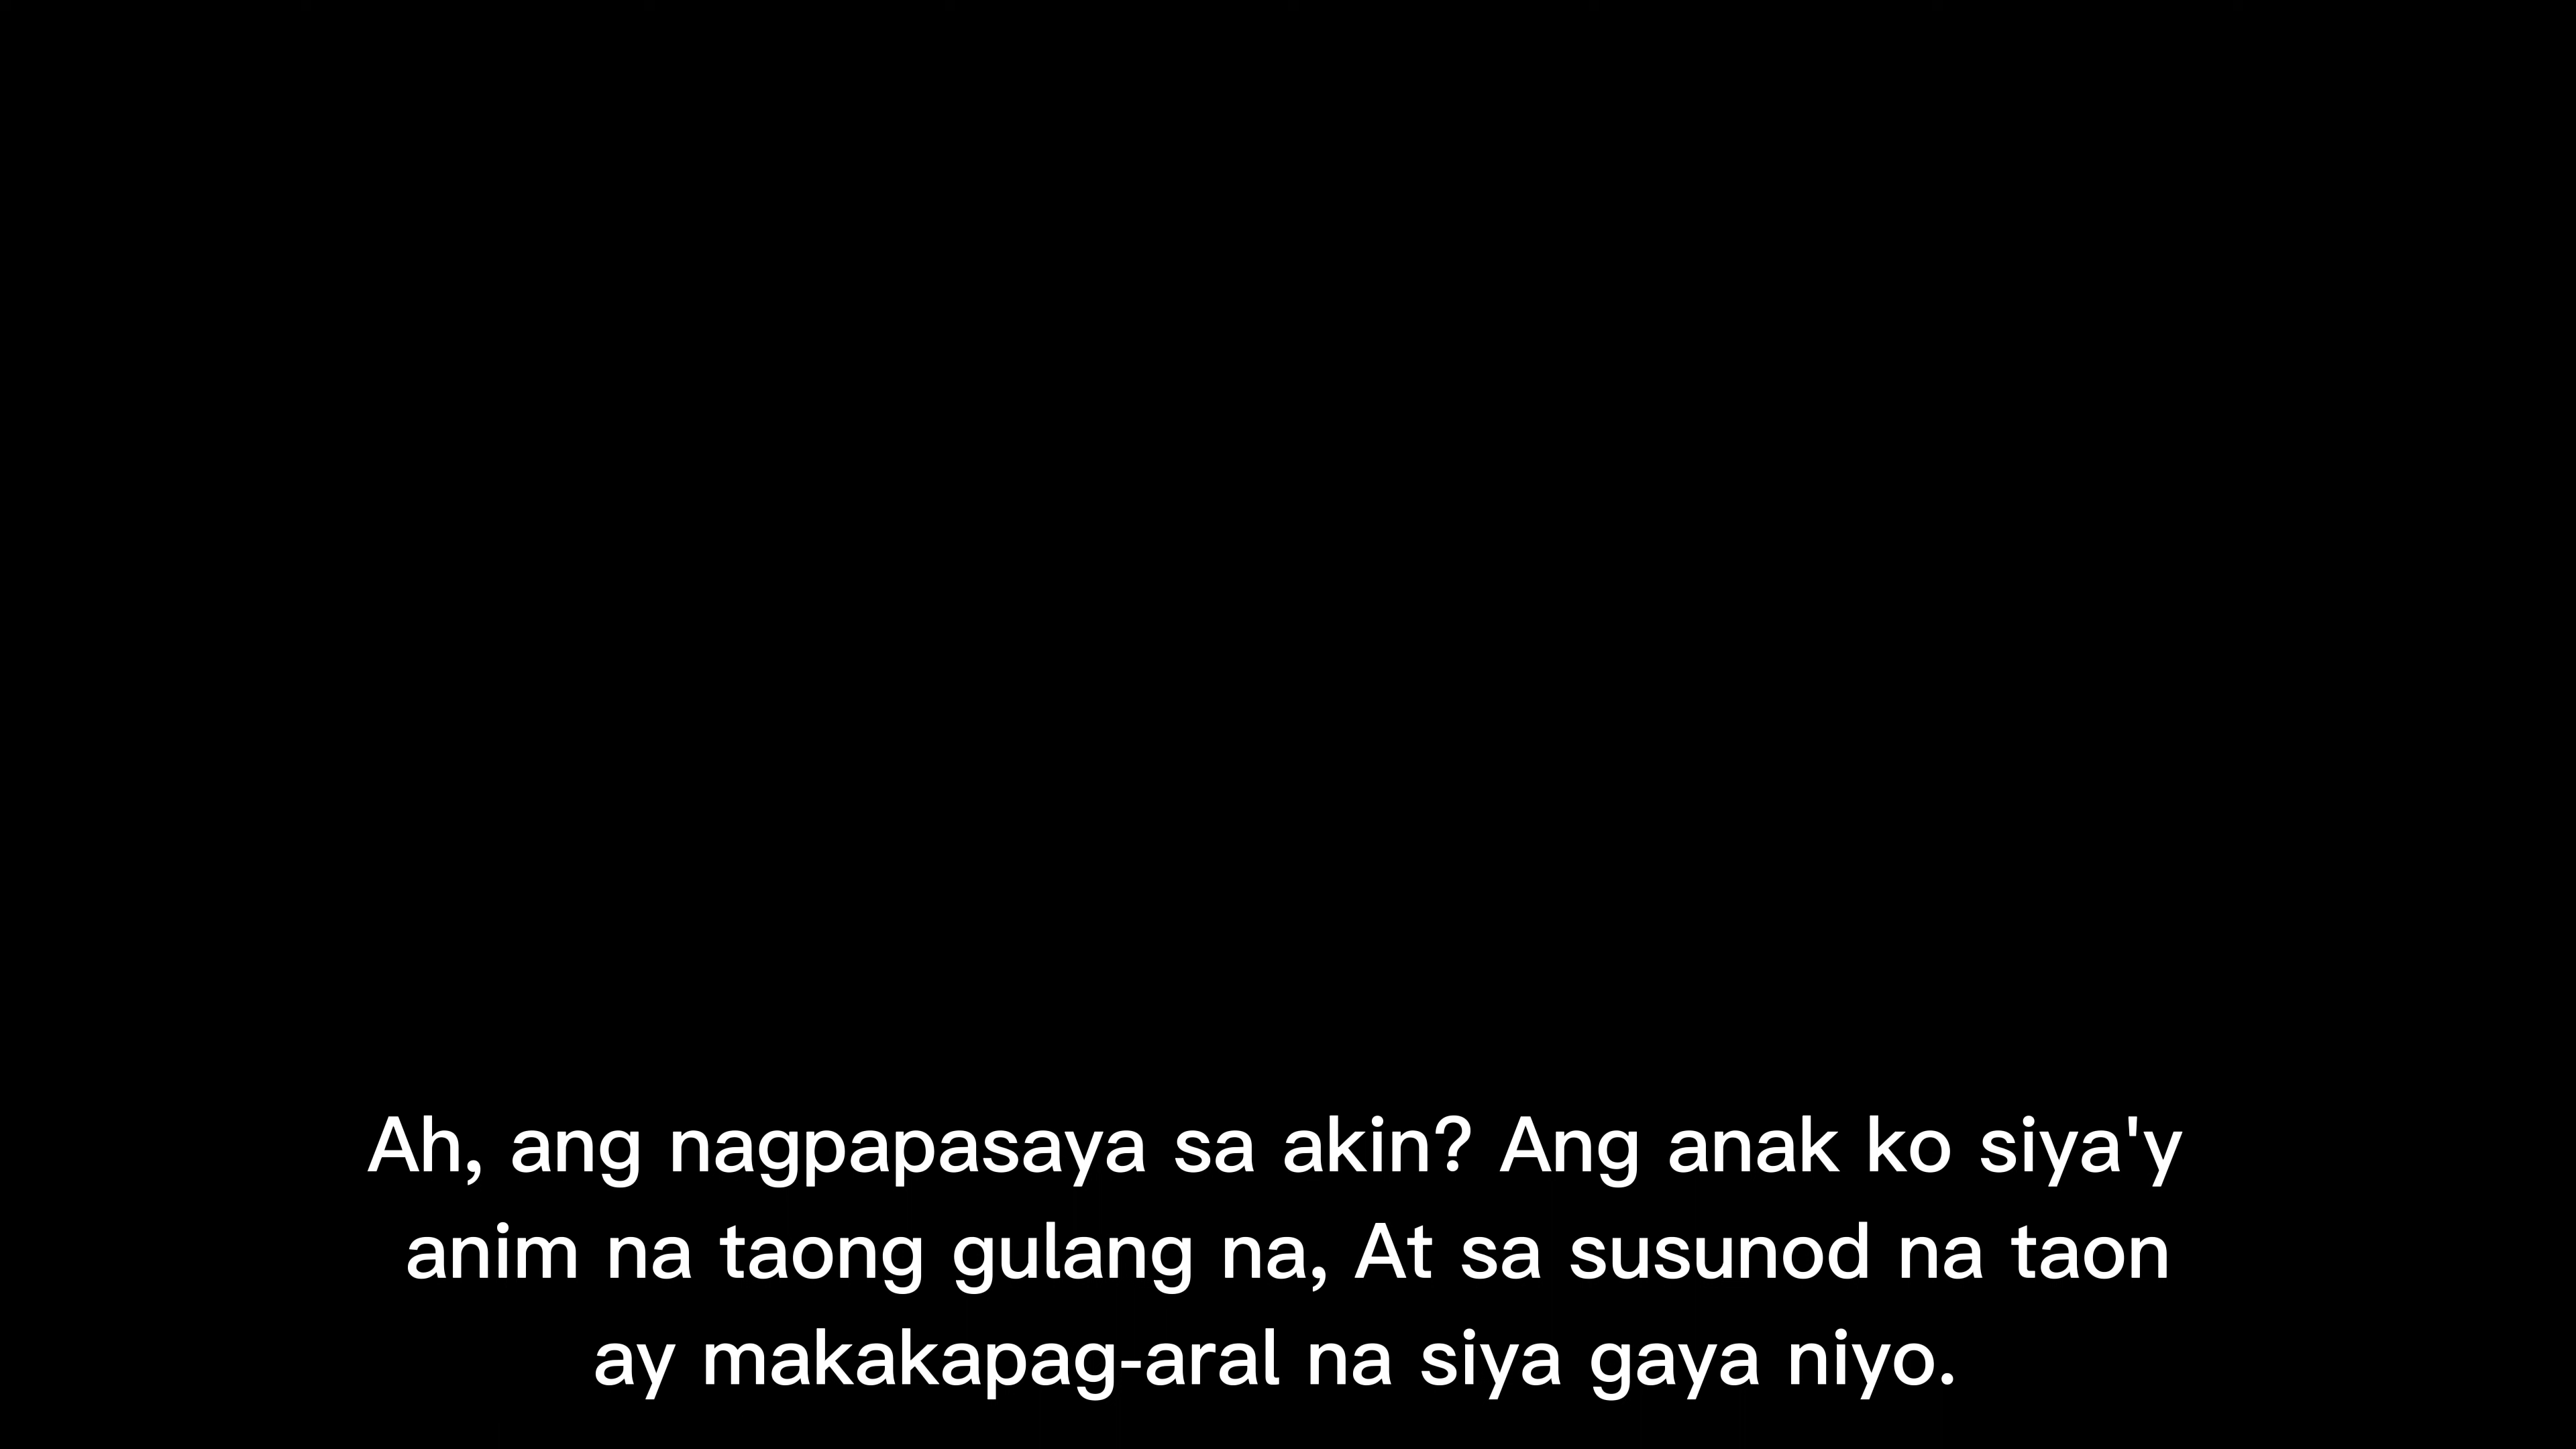 Ah, ang nagpapasaya sa akin? Ang anak ko siya'y
anim na taong gulang na, At sa susunod na taon
ay makakapag-aral na siya gaya niyo.